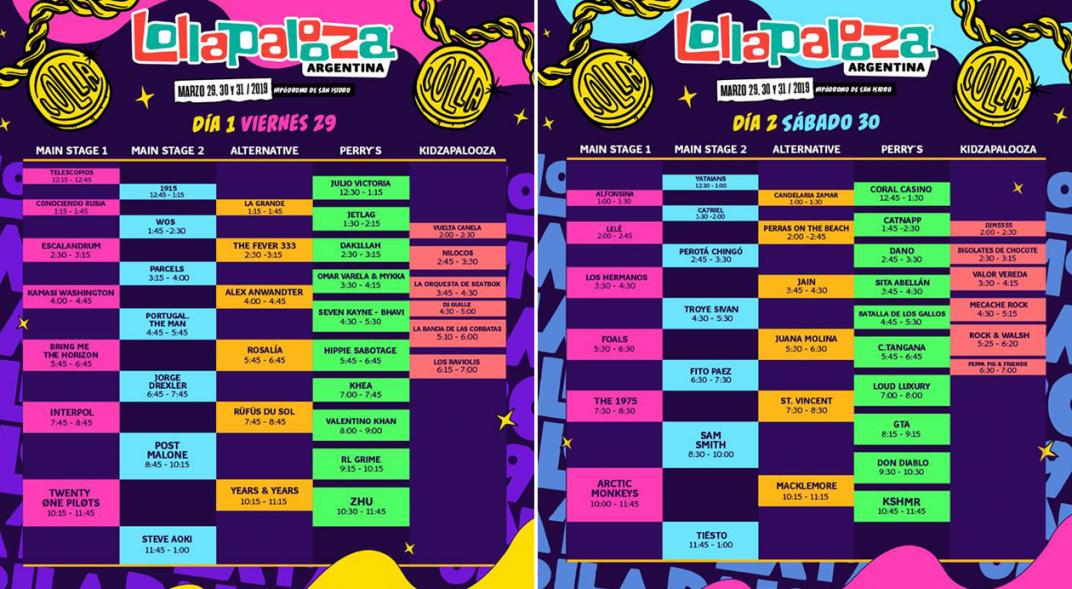 Lollapalooza
ARGENTINA
MARZO 29, 30 Y 31 / 2019 HIPÓDROMO DE SAN ISIDRO
LOLLA
LOLLA
DÍA 1 VIERNES 29
MAIN STAGE 1
TELESCOPIOS
12:15 - 12:45
CONOCIENDO RUSIA
1:15 - 1:45
ESCALANDRUM
2:30 - 3:15
KAMASI WASHINGTON
4:00 - 4:45
BRING ME
THE HORIZON
5:45 - 6:45
INTERPOL
7:45 - 8:45
TWENTY
ØNE PILØTS
10:15 - 11:45
MAIN STAGE 2
1915
12:45 - 1:15
WOS
1:45 -2:30
PARCELS
3:15 - 4:00
PORTUGAL.
THE MAN
4:45 - 5:45
JORGE
DREXLER
6:45 - 7:45
POST
MALONE
8:45 - 10:15
STEVE AOKI
11:45 - 1:00
ALTERNATIVE
LA GRANDE
1:15 - 1:45
THE FEVER 333
2:30 -3:15
ALEX ANWANDTER
4:00 - 4:45
ROSALÍA
5:45 - 6:45
RÜFÜS DU SOL
7:45 - 8:45
YEARS & YEARS
10:15 - 11:15
PERRY'S
JULIO VICTORIA
12:30 - 1:15
JETLAG
1:30 -2:15
DAK1LLAH
2:30 - 3:15
OMAR VARELA & MYKKA
3:30 - 4:15
SEVEN KAYNE - BHAVI
4:30 - 5:30
HIPPIE SABOTAGE
5:45 - 6:45
KHEA
7:00 - 7:45
VALENTINO KHAN
8:00 - 9:00
RL GRIME
9:15 - 10:15
ZHU
10:30 - 11:45
KIDZAPALOOZA
VUELTA CANELA
2:00 - 2:30
NILOCOS
2:45 - 3:30
LA ORQUESTA DE BEATBOX
3:45 - 4:30
DJ GUILLE
4:30 - 5:00
LA BANDA DE LAS CORBATAS
5:10 - 6:00
LOS RAVIOLIS
6:15 - 7:00
Lollapalooza
ARGENTINA
MARZO 29, 30 Y 31 / 2019 HIPÓDROMO DE SAN ISIDRO
LOLLA
LOLLA
DÍA 2 SÁBADO 30
MAIN STAGE 1
ALFONSINA
1:00 - 1:30
LELÉ
2:00 - 2:45
LOS HERMANOS
3:30 - 4:30
FOALS
5:30 - 6:30
THE 1975
7:30 - 8:30
ARCTIC
MONKEYS
10:00 - 11:45
MAIN STAGE 2
YATAIANS
12:30 - 1:00
CA7RIEL
1:30 -2:00
PEROTÁ CHINGÓ
2:45 - 3:30
TROYE SIVAN
4:30 - 5:30
FITO PAEZ
6:30 - 7:30
SAM
SMITH
8:30 - 10:00
TIËSTO
11:45 - 1:00
ALTERNATIVE
CANDELARIA ZAMAR
1:00 - 1:30
PERRAS ON THE BEACH
2:00 -2:45
JAIN
3:45 - 4:30
JUANA MOLINA
5:30 - 6:30
ST. VINCENT
7:30 - 8:30
MACKLEMORE
10:15 - 11:15
PERRY'S
CORAL CASINO
12:45 - 1:30
CATNAPP
1:45 -2:30
DANO
2:45 - 3:30
SITA ABELLÁN
3:45 - 4:30
BATALLA DE LOS GALLOS
4:45 - 5:30
C.TANGANA
5:45 - 6:45
LOUD LUXURY
7:00 - 8:00
GTA
8:15 - 9:15
DON DIABLO
9:30 - 10:30
KSHMR
10:45 - 11:45
KIDZAPALOOZA
2:00 - 2:30
BIGOLATES DE CHOCOTE
2:30 - 3:15
VALOR VEREDA
3:30 - 4:15
MECACHE ROCK
4:30 - 5:15
ROCK & WALSH
5:25 - 6:20
PEPPA PIG & FRIENDS
6:30 - 7:00